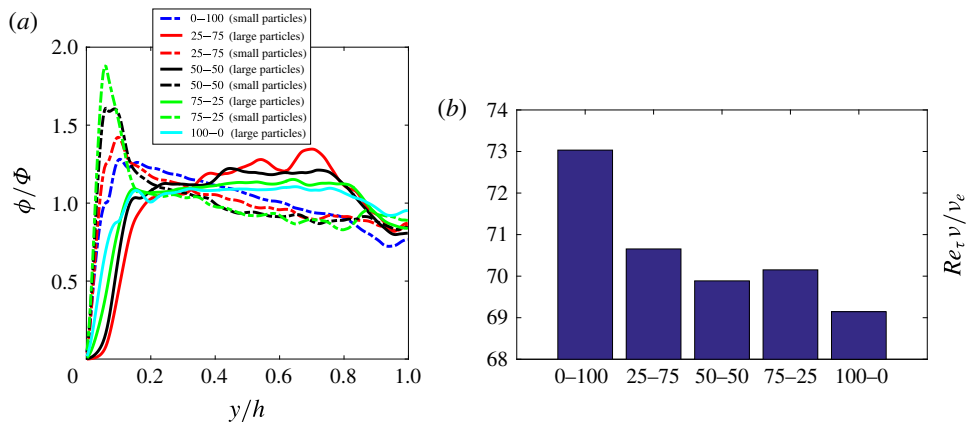 (a)
0–100 (small particles)
25–75 (large particles)
25–75 (small particles)
50–50 (large particles)
50–50 (small particles)
75–25 (large particles)
75–25 (small particles)
100–0 (large particles)
2.0
1.5
1.0
0.5
0 0.2 0.4 0.6 0.8 1.0
ϕ/Φ
y/h
(b)
74
73
72
71
70
69
68
0–100 25–75 50–50 75–25 100–0
Re_τ ν/ν_e